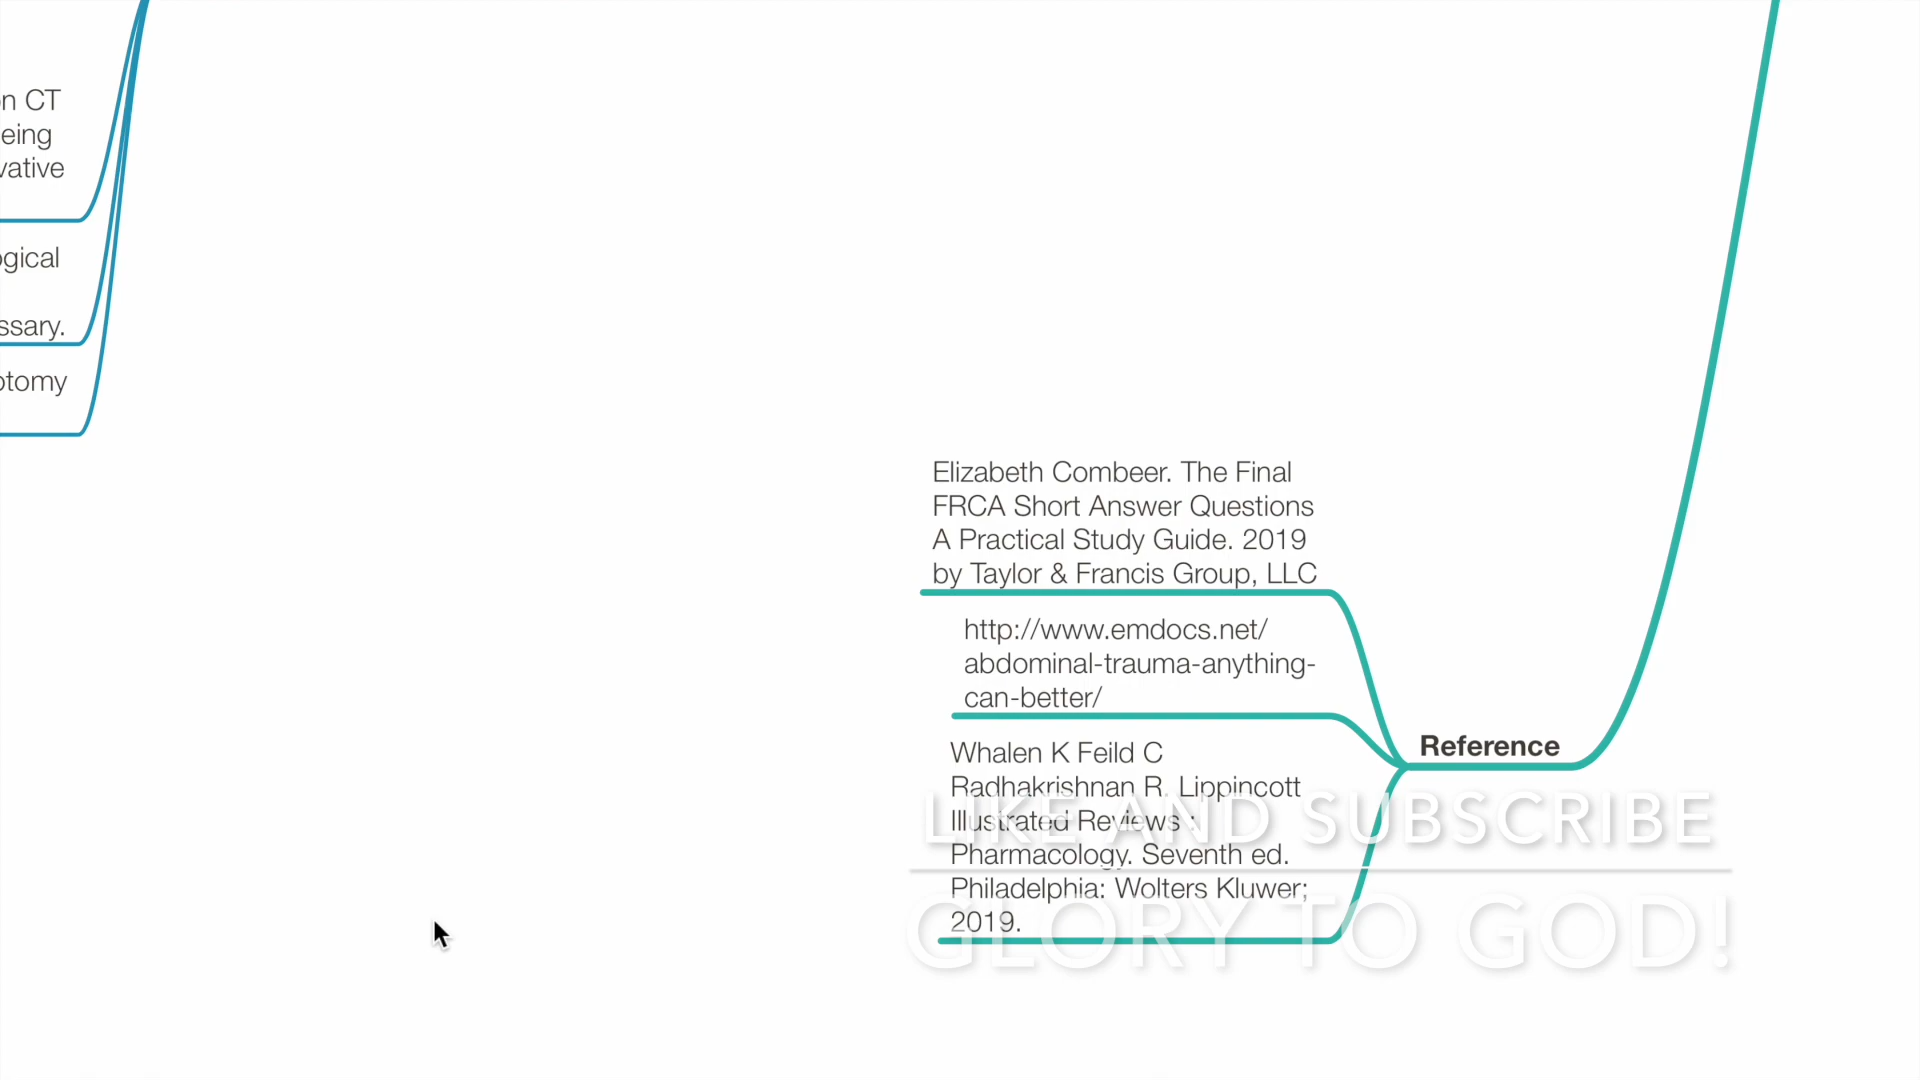 on CT
eing
vative
ogical
ssary.
otomy
Elizabeth Combeer. The Final
FRCA Short Answer Questions
A Practical Study Guide. 2019
by Taylor & Francis Group, LLC
http://www.emdocs.net/
abdominal-trauma-anything-
can-better/
Whalen K Feild C
Radhakrishnan R. Lippincott
Illustrated Reviews :
Pharmacology. Seventh ed.
Philadelphia: Wolters Kluwer;
2019.
Reference
LIKE AND SUBSCRIBE
GLORY TO GOD!